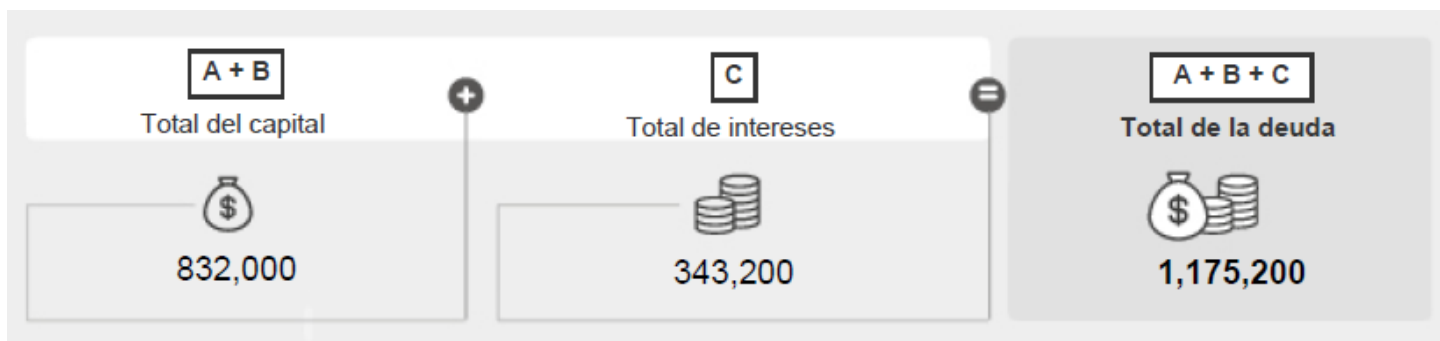 A + B
Total del capital
832,000
+
C
Total de intereses
343,200
=
A + B + C
Total de la deuda
$
$
1,175,200